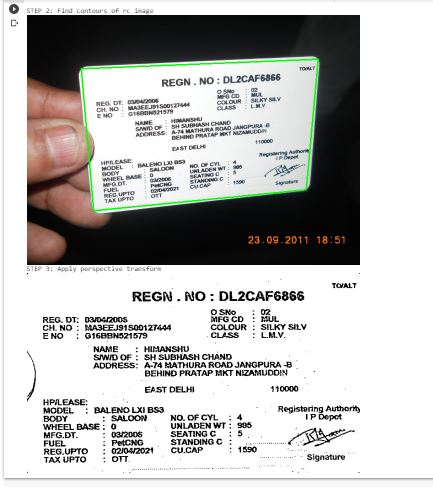 STEP 2: Find contours of rc image
TO/ALT
REGN . NO : DL2CAF6866
O SNo : 02
REG. DT: 03/04/2006 MFG CD : MUL
CH. NO : MA3EEJ91S00127444 COLOUR : SILKY SILV
E NO : G16BBN521579 CLASS : L.M.V.
NAME : HIMANSHU
S/W/D OF : SH SUBHASH CHAND
ADDRESS: A-74 MATHURA ROAD JANGPURA -B
BEHIND PRATAP MKT NIZAMUDDIN
EAST DELHI 110000
HP/LEASE: Registering Authority
MODEL : BALENO LXI BS3 I P Depot
BODY : SALOON NO. OF CYL : 4
WHEEL BASE : 0 UNLADEN WT : 985
MFG.DT. : 03/2006 SEATING C : 5
FUEL : PetCNG STANDING C :
REG.UPTO : 02/04/2021 CU.CAP : 1590
TAX UPTO : OTT Signature
23.09.2011 18:51
STEP 3: Apply perspective transform
TO/ALT
REGN . NO : DL2CAF6866
O SNo : 02
REG. DT: 03/04/2006 MFG CD : MUL
CH. NO : MA3EEJ91S00127444 COLOUR : SILKY SILV
E NO : G16BBN521579 CLASS : L.M.V.
NAME : HIMANSHU
S/W/D OF : SH SUBHASH CHAND
ADDRESS: A-74 MATHURA ROAD JANGPURA -B
BEHIND PRATAP MKT NIZAMUDDIN
EAST DELHI 110000
HP/LEASE:
MODEL : BALENO LXI BS3 Registering Authority
BODY : SALOON NO. OF CYL : 4 I P Depot
WHEEL BASE : 0 UNLADEN WT : 985
MFG.DT. : 03/2006 SEATING C : 5
FUEL : PetCNG STANDING C :
REG.UPTO : 02/04/2021 CU.CAP : 1590
TAX UPTO : OTT Signature